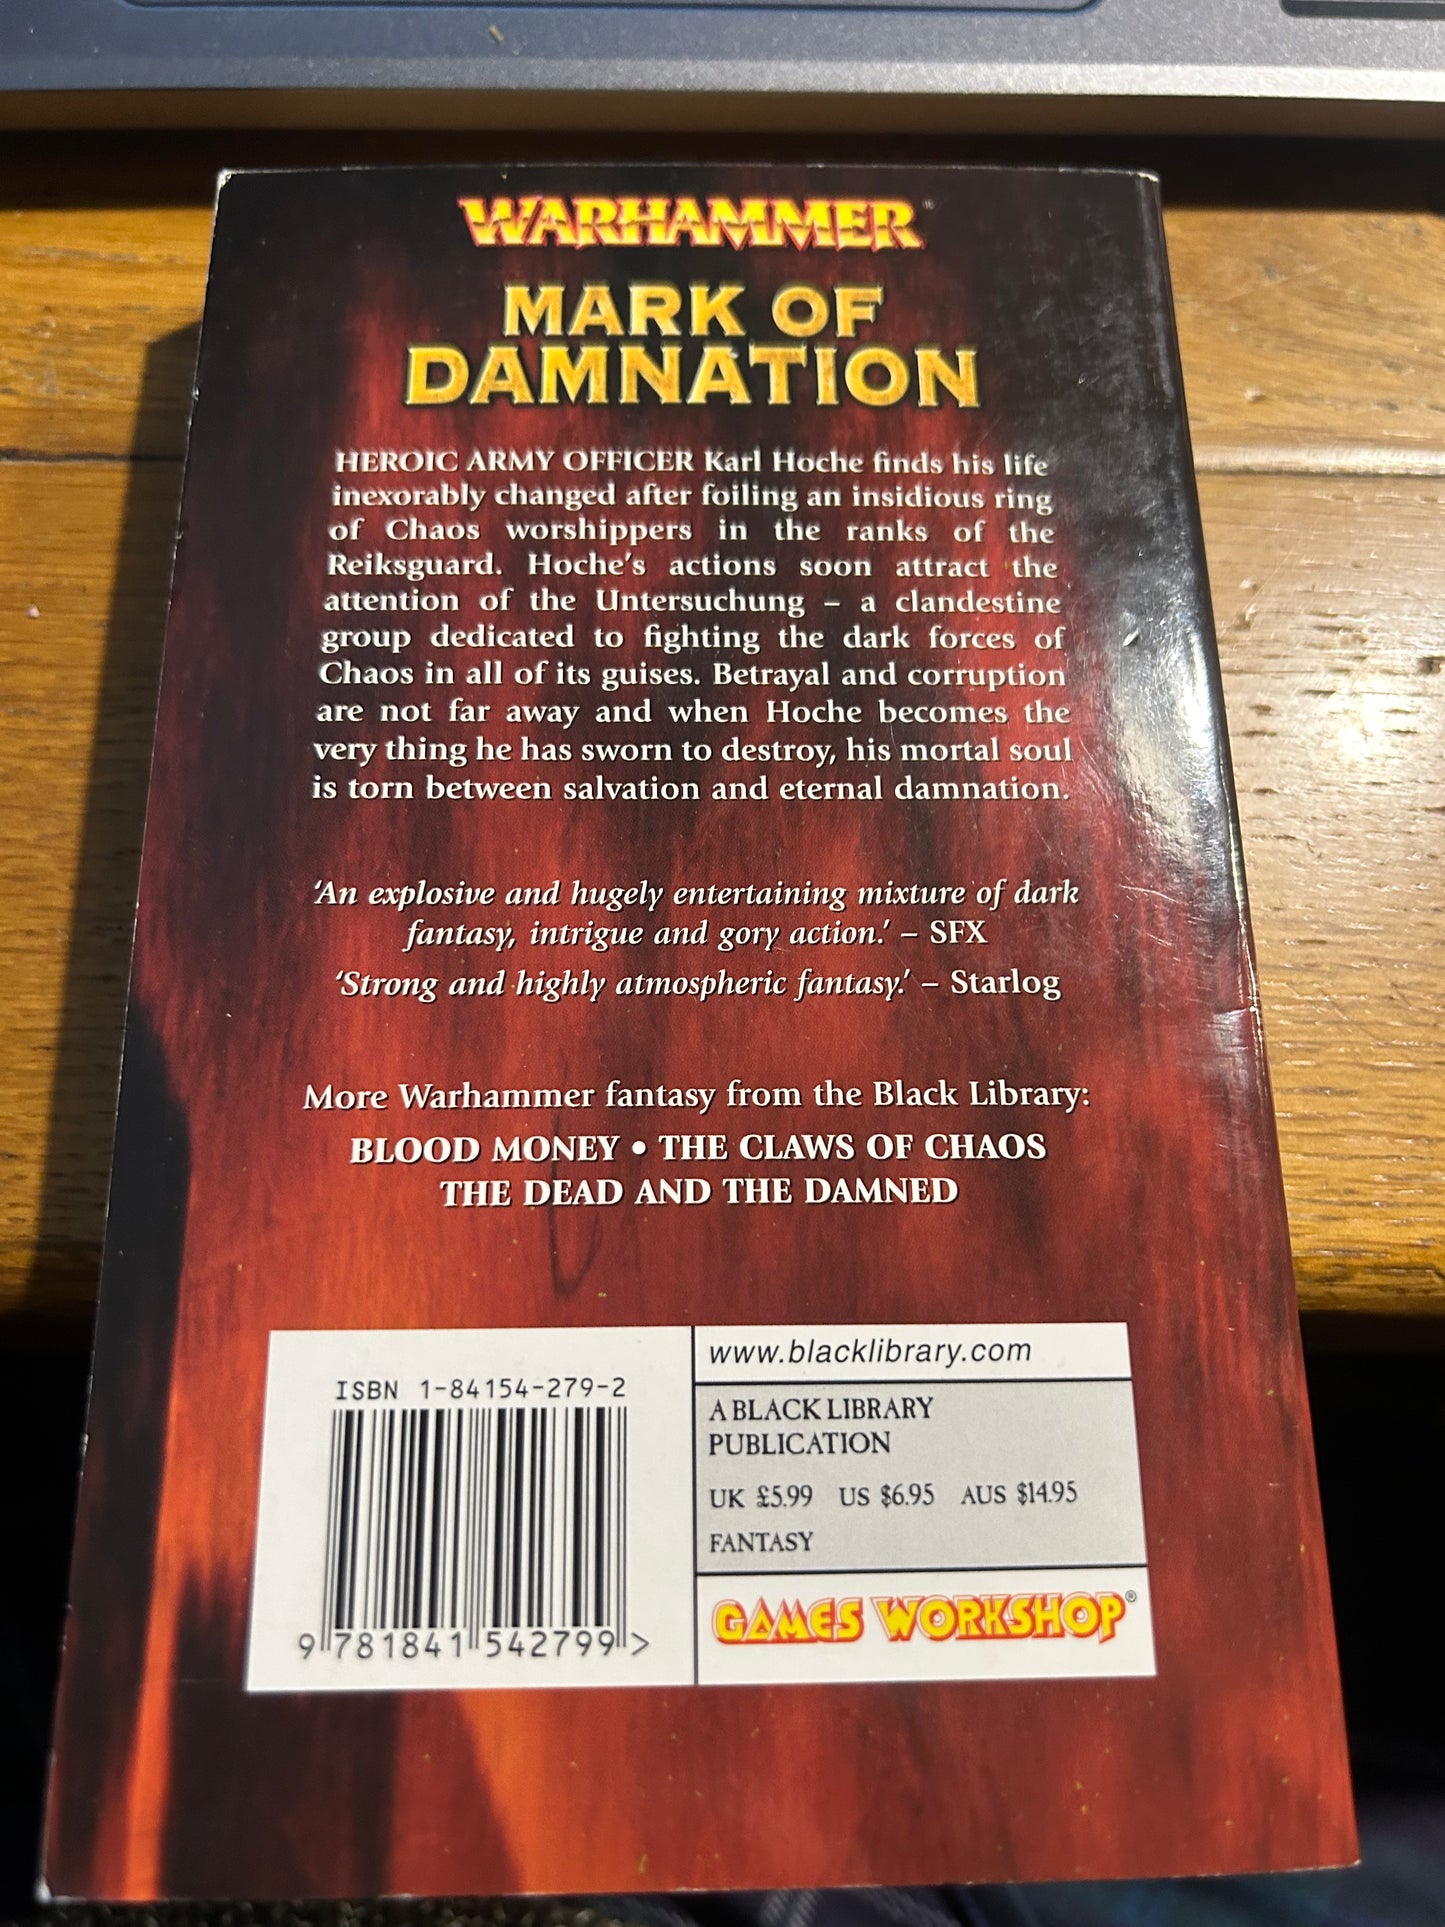 WARHAMMER®
MARK OF
DAMNATION
HEROIC ARMY OFFICER Karl Hoche finds his life
inexorably changed after foiling an insidious ring
of Chaos worshippers in the ranks of the
Reiksguard. Hoche's actions soon attract the
attention of the Untersuchung – a clandestine
group dedicated to fighting the dark forces of
Chaos in all of its guises. Betrayal and corruption
are not far away and when Hoche becomes the
very thing he has sworn to destroy, his mortal soul
is torn between salvation and eternal damnation.
'An explosive and hugely entertaining mixture of dark
fantasy, intrigue and gory action.' – SFX
'Strong and highly atmospheric fantasy.' – Starlog
More Warhammer fantasy from the Black Library:
BLOOD MONEY • THE CLAWS OF CHAOS
THE DEAD AND THE DAMNED
ISBN 1-84154-279-2
9 781841 542799 >
www.blacklibrary.com
A BLACK LIBRARY
PUBLICATION
UK £5.99 US $6.95 AUS $14.95
FANTASY
GAMES WORKSHOP®